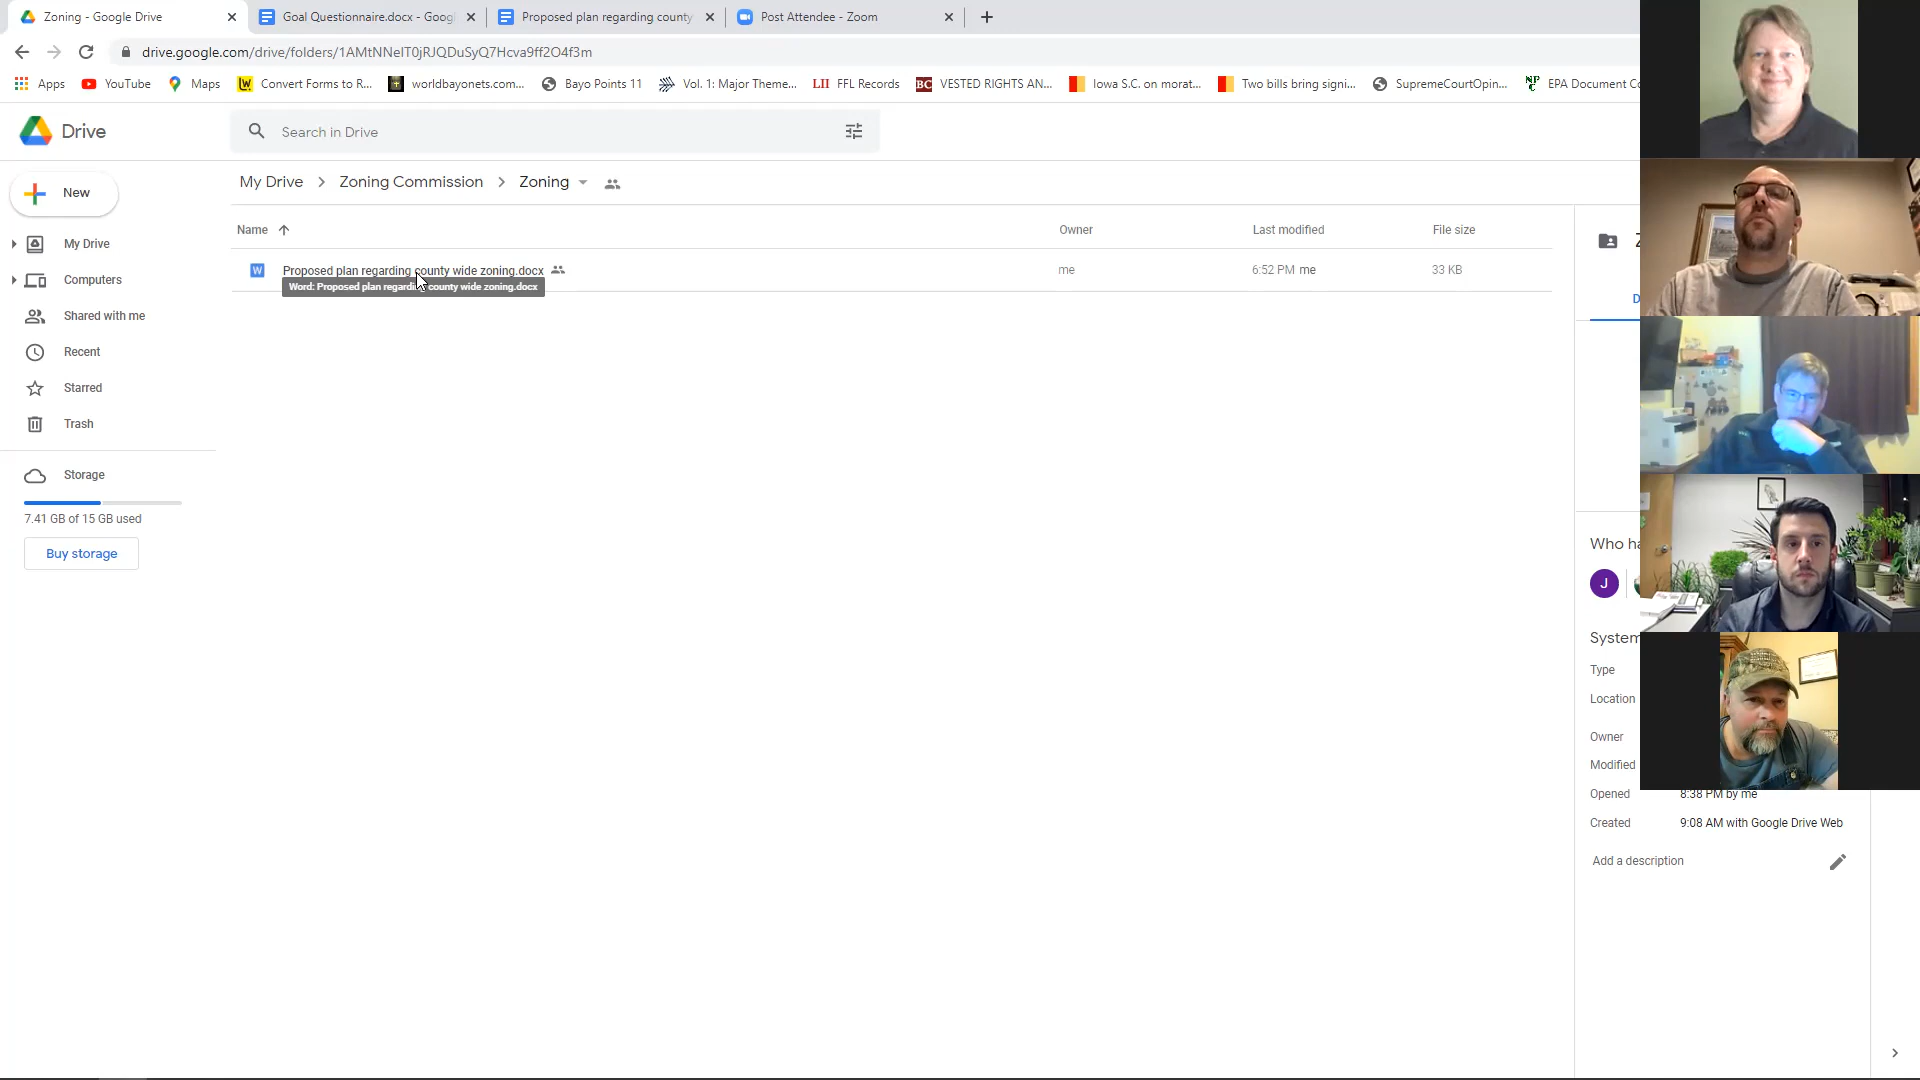 Zoning - Google Drive
Goal Questionnaire.docx - Goog
Proposed plan regarding county
Post Attendee - Zoom
drive.google.com/drive/folders/1AMtNNeIT0jRJQDuSyQ7Hcva9ff2O4f3m
Apps
YouTube
Maps
Convert Forms to R...
worldbayonets.com...
Bayo Points 11
Vol. 1: Major Theme...
LII FFL Records
BC VESTED RIGHTS AN...
Iowa S.C. on morat...
Two bills bring signi...
SupremeCourtOpin...
EPA Document Co
Drive
Search in Drive
New
My Drive
Computers
Shared with me
Recent
Starred
Trash
Storage
7.41 GB of 15 GB used
Buy storage
My Drive > Zoning Commission > Zoning
Name
Owner
Last modified
File size
W
Proposed plan regarding county wide zoning.docx
me
6:52 PM me
33 KB
Word: Proposed plan regarding county wide zoning.docx
Who ha
J
System
Type
Location
Owner
Modified
Opened 8:38 PM by me
Created 9:08 AM with Google Drive Web
Add a description